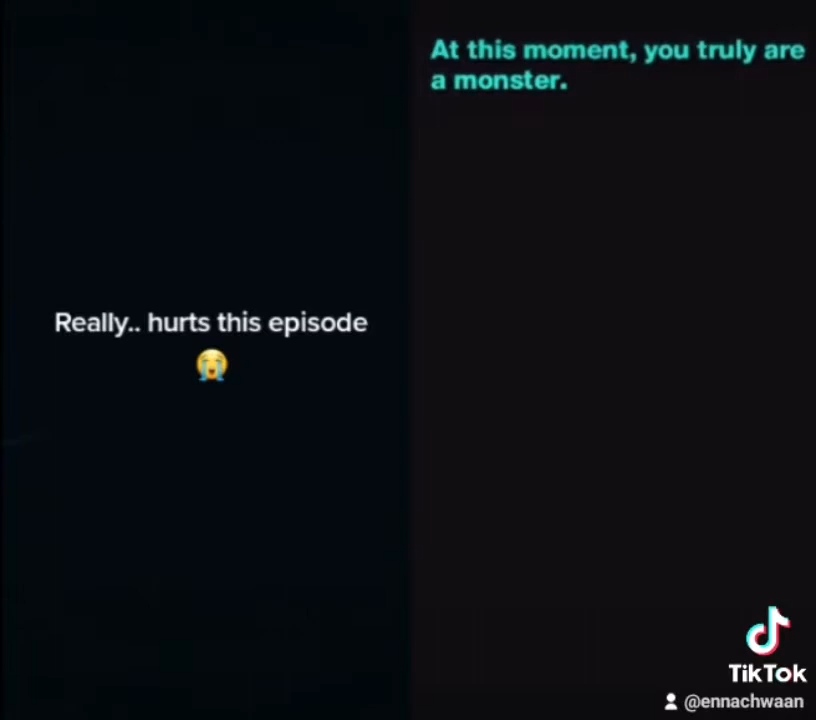 Really.. hurts this episode
😭
At this moment, you truly are
a monster.
TikTok
@ennachwaan